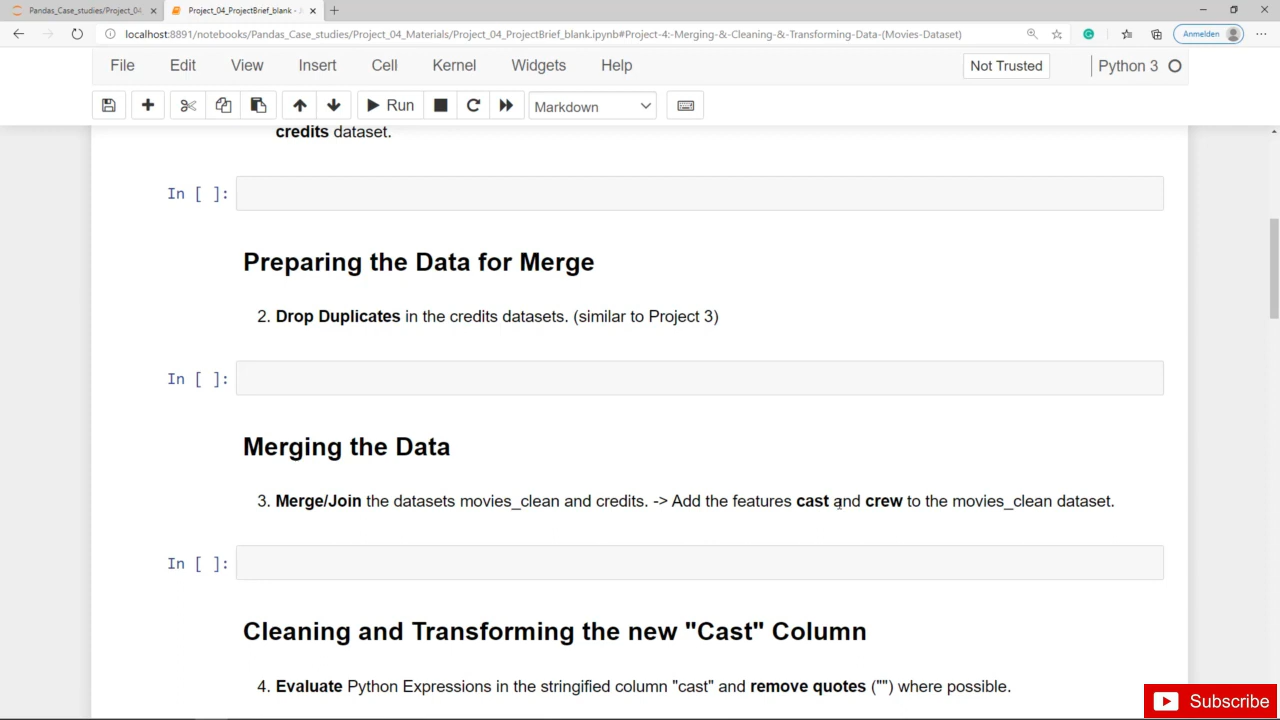 Pandas_Case_studies/Project_04
Project_04_ProjectBrief_blank -
localhost:8891/notebooks/Pandas_Case_studies/Project_04_Materials/Project_04_ProjectBrief_blank.ipynb#Project-4:-Merging-&-Cleaning-&-Transforming-Data-(Movies-Dataset)
Anmelden
File Edit View Insert Cell Kernel Widgets Help
Not Trusted
Python 3
Run
Markdown
credits dataset.
In [ ]:
Preparing the Data for Merge
2. Drop Duplicates in the credits datasets. (similar to Project 3)
In [ ]:
Merging the Data
3. Merge/Join the datasets movies_clean and credits. -> Add the features cast and crew to the movies_clean dataset.
In [ ]:
Cleaning and Transforming the new "Cast" Column
4. Evaluate Python Expressions in the stringified column "cast" and remove quotes ("") where possible.
Subscribe